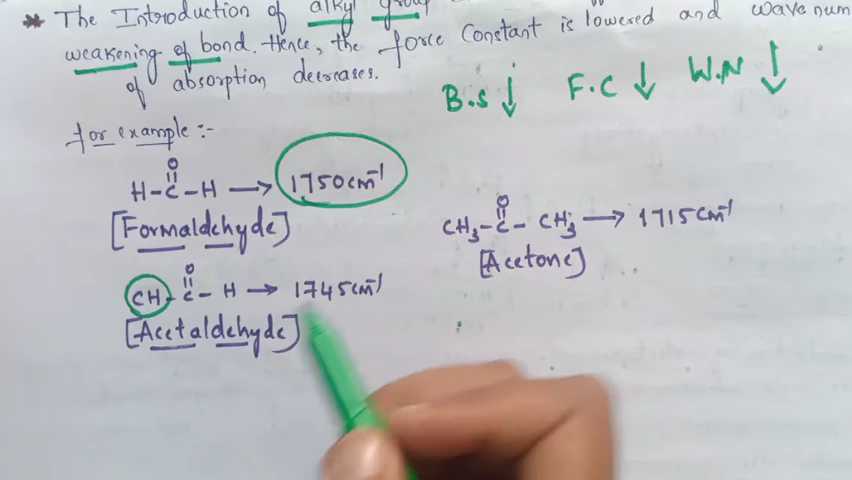 * The Introduction of alkyl group
weakening of bond. Hence, the force Constant is lowered and wave num
of absorption decreases.
B.S ↓ F.C ↓ W.N ↓
for example :-
O
H-C-H → 1750cm-1
[Formaldehyde]
O
CH3-C-CH3 → 1715cm-1
[Acetone]
O
CH-C-H → 1745cm-1
[Acetaldehyde]